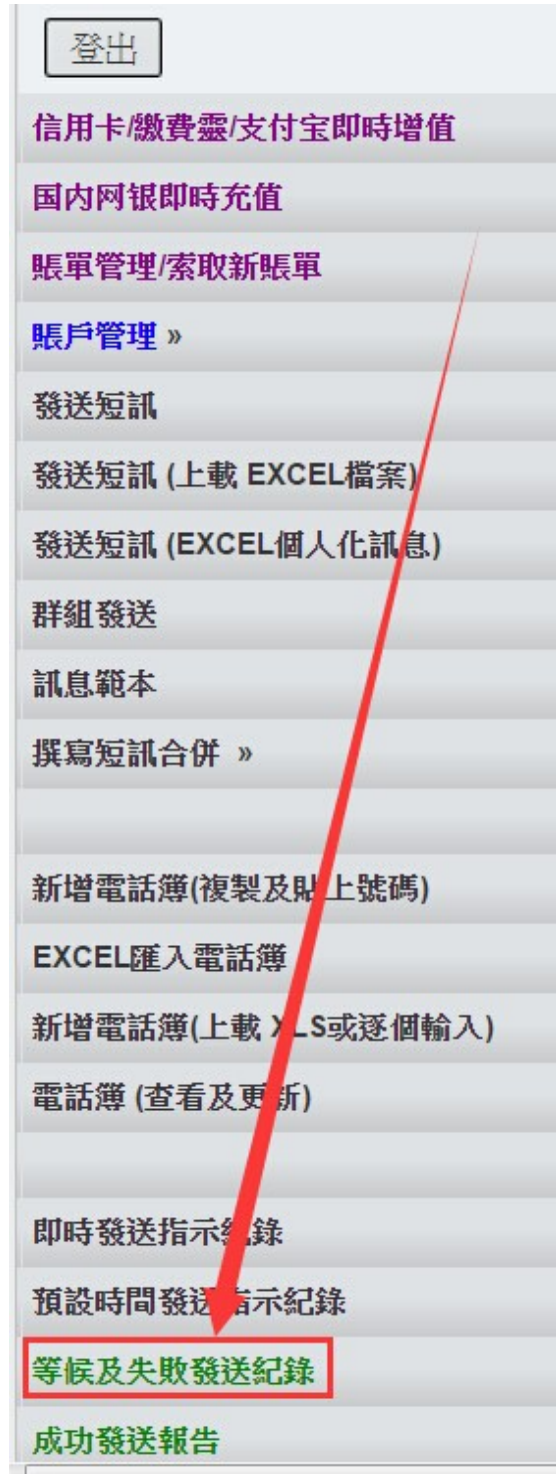 登出
信用卡/繳費靈/支付宝即時增值
国内网银即時充值
賬單管理/索取新賬單
賬戶管理 »
發送短訊
發送短訊 (上載 EXCEL檔案)
發送短訊 (EXCEL個人化訊息)
群組發送
訊息範本
撰寫短訊合併 »
新增電話簿(複製及貼上號碼)
EXCEL匯入電話簿
新增電話簿(上載 XLS或逐個輸入)
電話簿 (查看及更新)
即時發送指示紀錄
預設時間發送指示紀錄
等候及失敗發送紀錄
成功發送報告